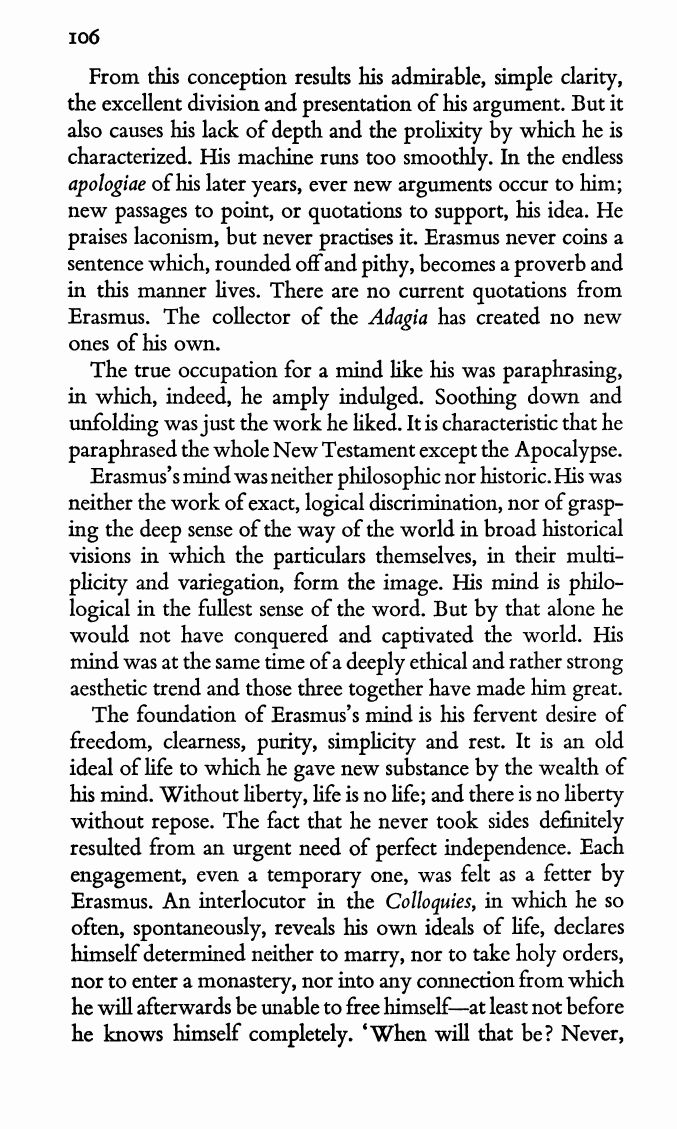 106
From this conception results his admirable, simple clarity,
the excellent division and presentation of his argument. But it
also causes his lack of depth and the prolixity by which he is
characterized. His machine runs too smoothly. In the endless
apologiae of his later years, ever new arguments occur to him;
new passages to point, or quotations to support, his idea. He
praises laconism, but never practises it. Erasmus never coins a
sentence which, rounded off and pithy, becomes a proverb and
in this manner lives. There are no current quotations from
Erasmus. The collector of the Adagia has created no new
ones of his own.
The true occupation for a mind like his was paraphrasing,
in which, indeed, he amply indulged. Soothing down and
unfolding was just the work he liked. It is characteristic that he
paraphrased the whole New Testament except the Apocalypse.
Erasmus's mind was neither philosophic nor historic. His was
neither the work of exact, logical discrimination, nor of grasp-
ing the deep sense of the way of the world in broad historical
visions in which the particulars themselves, in their multi-
plicity and variegation, form the image. His mind is philo-
logical in the fullest sense of the word. But by that alone he
would not have conquered and captivated the world. His
mind was at the same time of a deeply ethical and rather strong
aesthetic trend and those three together have made him great.
The foundation of Erasmus's mind is his fervent desire of
freedom, clearness, purity, simplicity and rest. It is an old
ideal of life to which he gave new substance by the wealth of
his mind. Without liberty, life is no life; and there is no liberty
without repose. The fact that he never took sides definitely
resulted from an urgent need of perfect independence. Each
engagement, even a temporary one, was felt as a fetter by
Erasmus. An interlocutor in the Colloquies, in which he so
often, spontaneously, reveals his own ideals of life, declares
himself determined neither to marry, nor to take holy orders,
nor to enter a monastery, nor into any connection from which
he will afterwards be unable to free himself—at least not before
he knows himself completely. 'When will that be? Never,